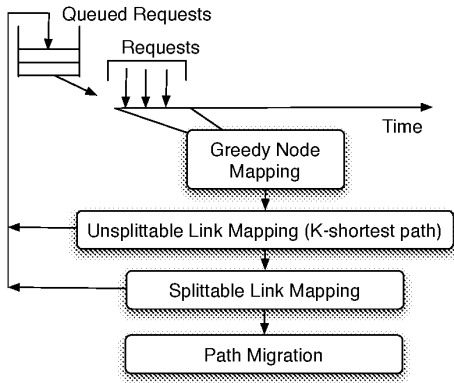 Queued Requests
Requests
Time
Greedy Node
Mapping
Unsplittable Link Mapping (K-shortest path)
Splittable Link Mapping
Path Migration